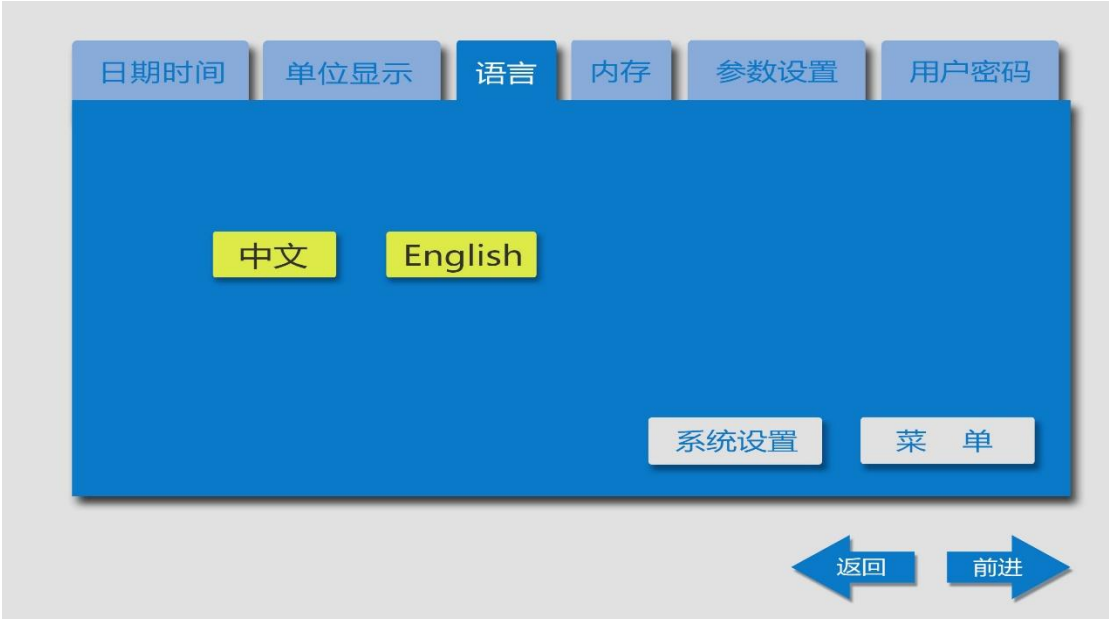 日期时间 单位显示 语言 内存 参数设置 用户密码
中文 English
系统设置 菜 单
返回 前进